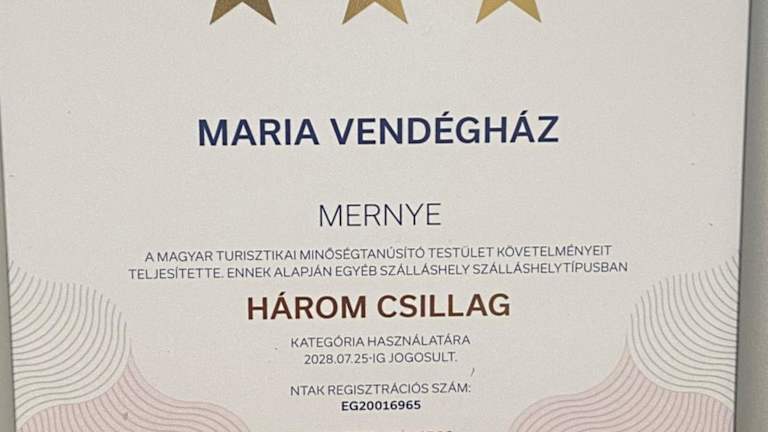 MARIA VENDÉGHÁZ
MERNYE
A MAGYAR TURISZTIKAI MINŐSÉGTANÚSÍTÓ TESTÜLET KÖVETELMÉNYEIT
TELJESÍTETTE. ENNEK ALAPJÁN EGYÉB SZÁLLÁSHELY SZÁLLÁSHELYTÍPUSBAN
HÁROM CSILLAG
KATEGÓRIA HASZNÁLATÁRA
2028.07.25-IG JOGOSULT.
NTAK REGISZTRÁCIÓS SZÁM:
EG20016965